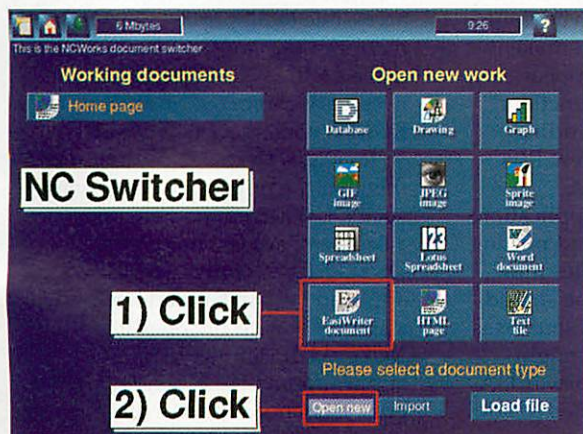 6 Mbytes 9:26 ?
This is the NCWorks document switcher
Working documents
Home page
Open new work
Database Drawing Graph
GIF image JPEG image Sprite image
Spreadsheet Lotus Spreadsheet Word document
EasiWriter document HTML page Text file
Please select a document type
Open new Import Load file
NC Switcher
1) Click
2) Click